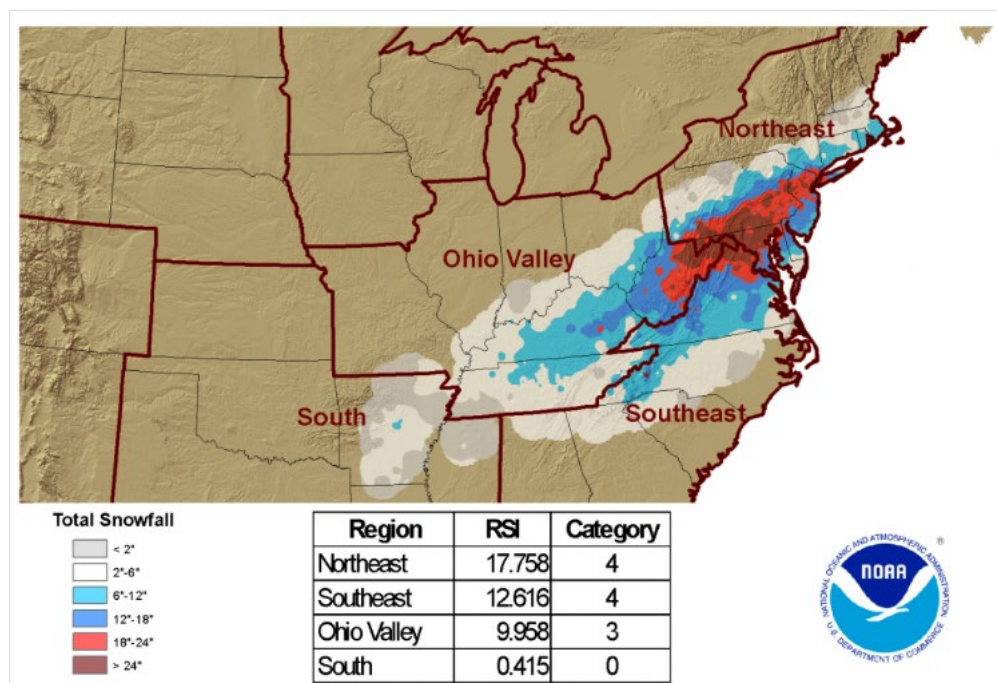 Northeast
Ohio Valley
South
Southeast
Total Snowfall
< 2"
2"-6"
6"-12"
12"-18"
18"-24"
> 24"
Region RSI Category
Northeast 17.758 4
Southeast 12.616 4
Ohio Valley 9.958 3
South 0.415 0
NATIONAL OCEANIC AND ATMOSPHERIC ADMINISTRATION
®
NOAA
U.S. DEPARTMENT OF COMMERCE